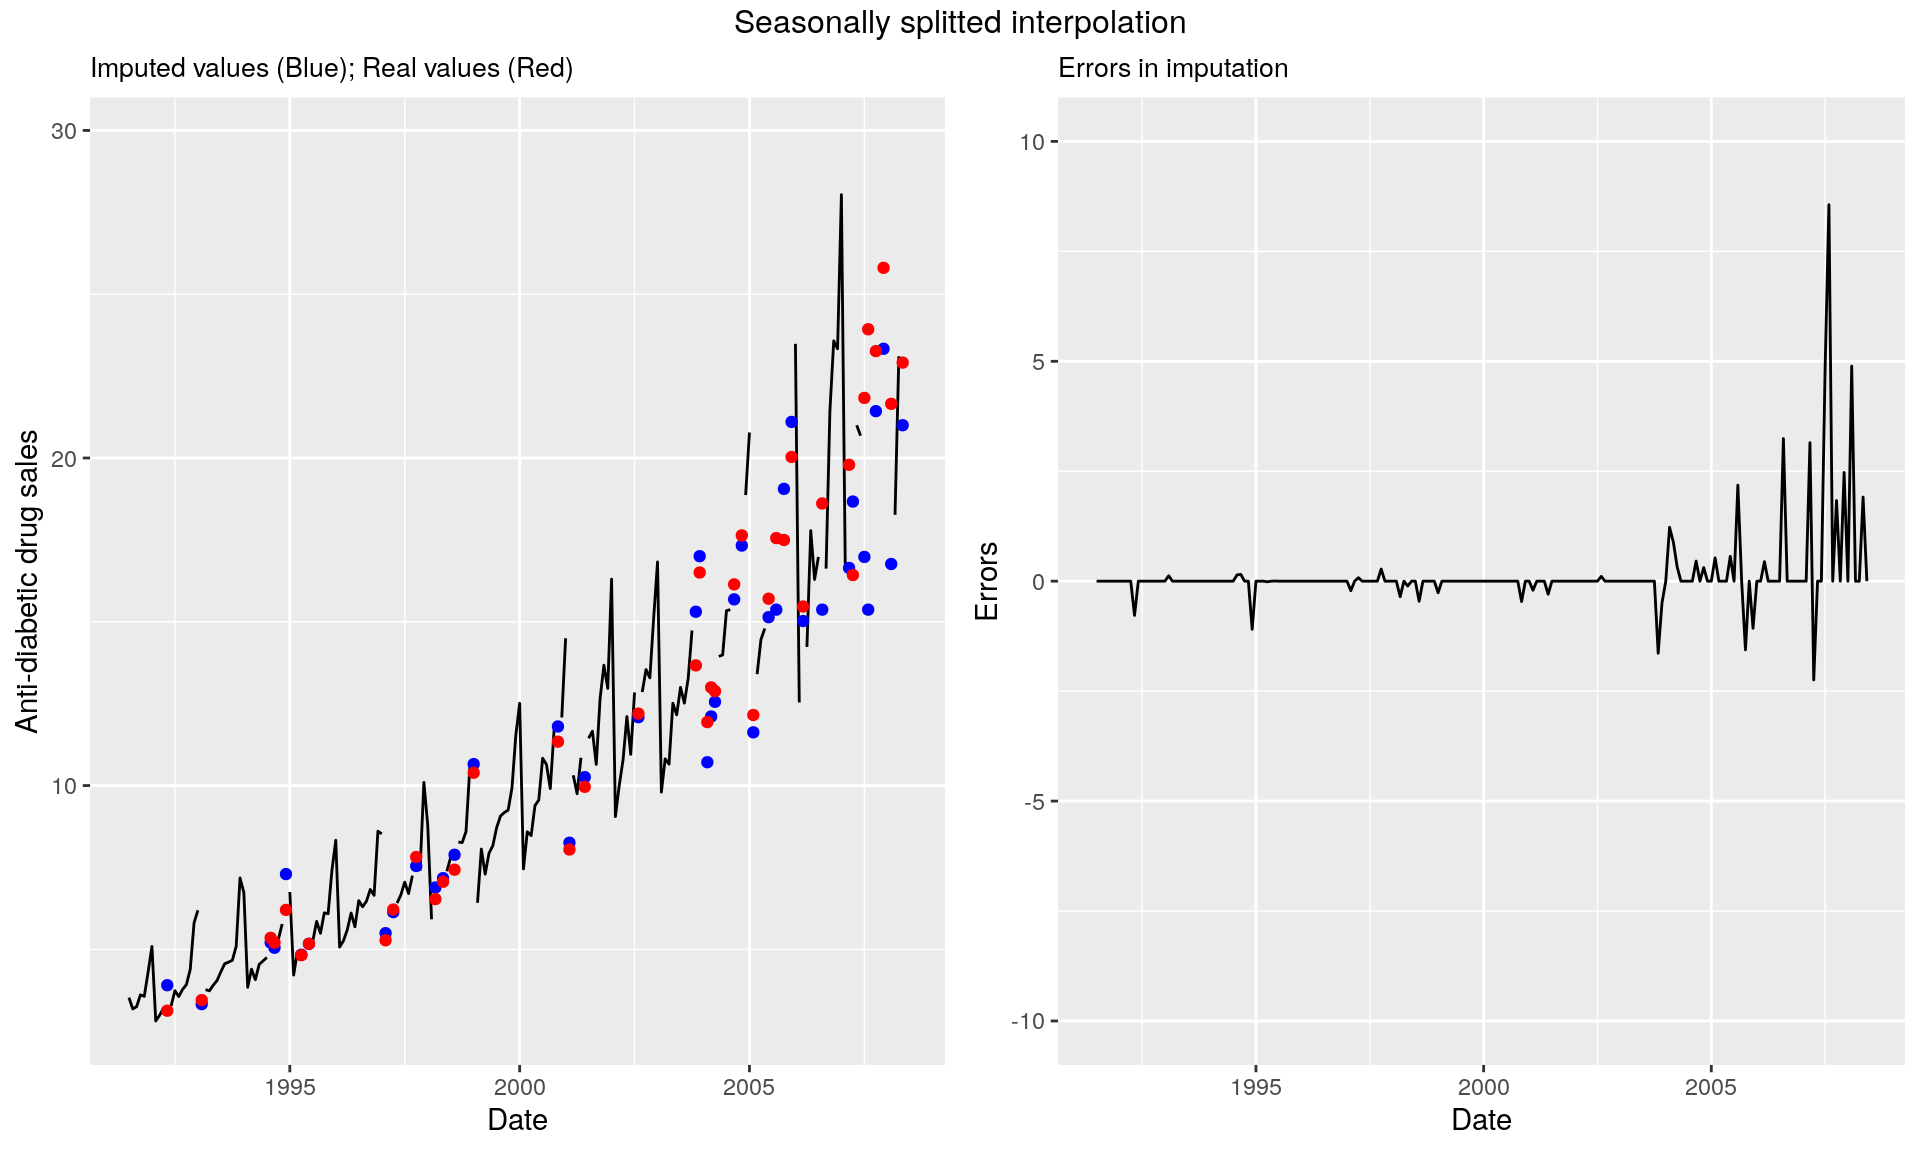 Seasonally splitted interpolation
Imputed values (Blue); Real values (Red)
30
20
10
Anti-diabetic drug sales
1995
2000
2005
Date
Errors in imputation
10
5
0
-5
-10
Errors
1995
2000
2005
Date